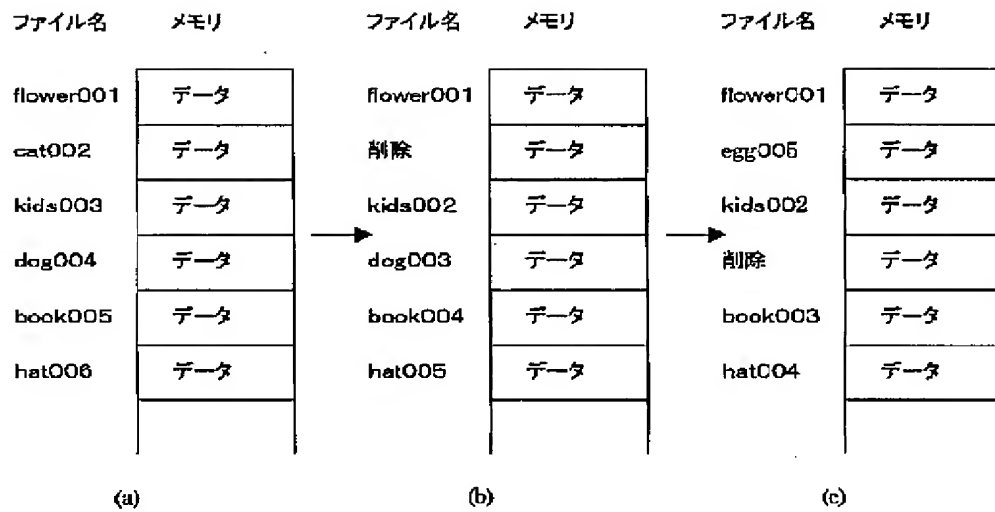 ファイル名 メモリ ファイル名 メモリ ファイル名 メモリ
flower001 データ flower001 データ flower001 データ
cat002 データ 削除 データ egg005 データ
kids003 データ kids002 データ kids002 データ
dog004 データ dog003 データ 削除 データ
book005 データ book004 データ book003 データ
hat006 データ hat005 データ hat004 データ
(a) (b) (c)